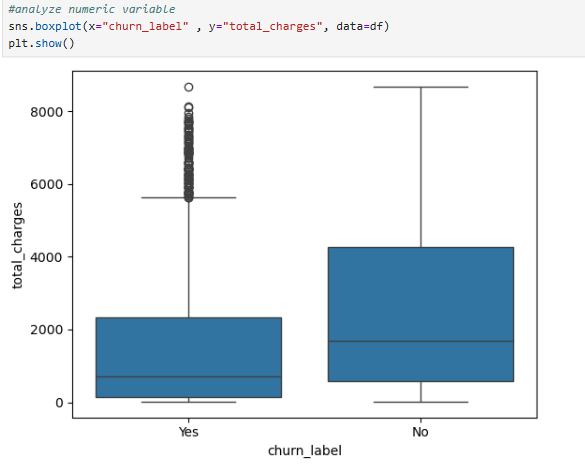 #analyze numeric variable
sns.boxplot(x="churn_label" , y="total_charges", data=df)
plt.show()
8000
6000
4000
2000
0
total_charges
Yes
No
churn_label